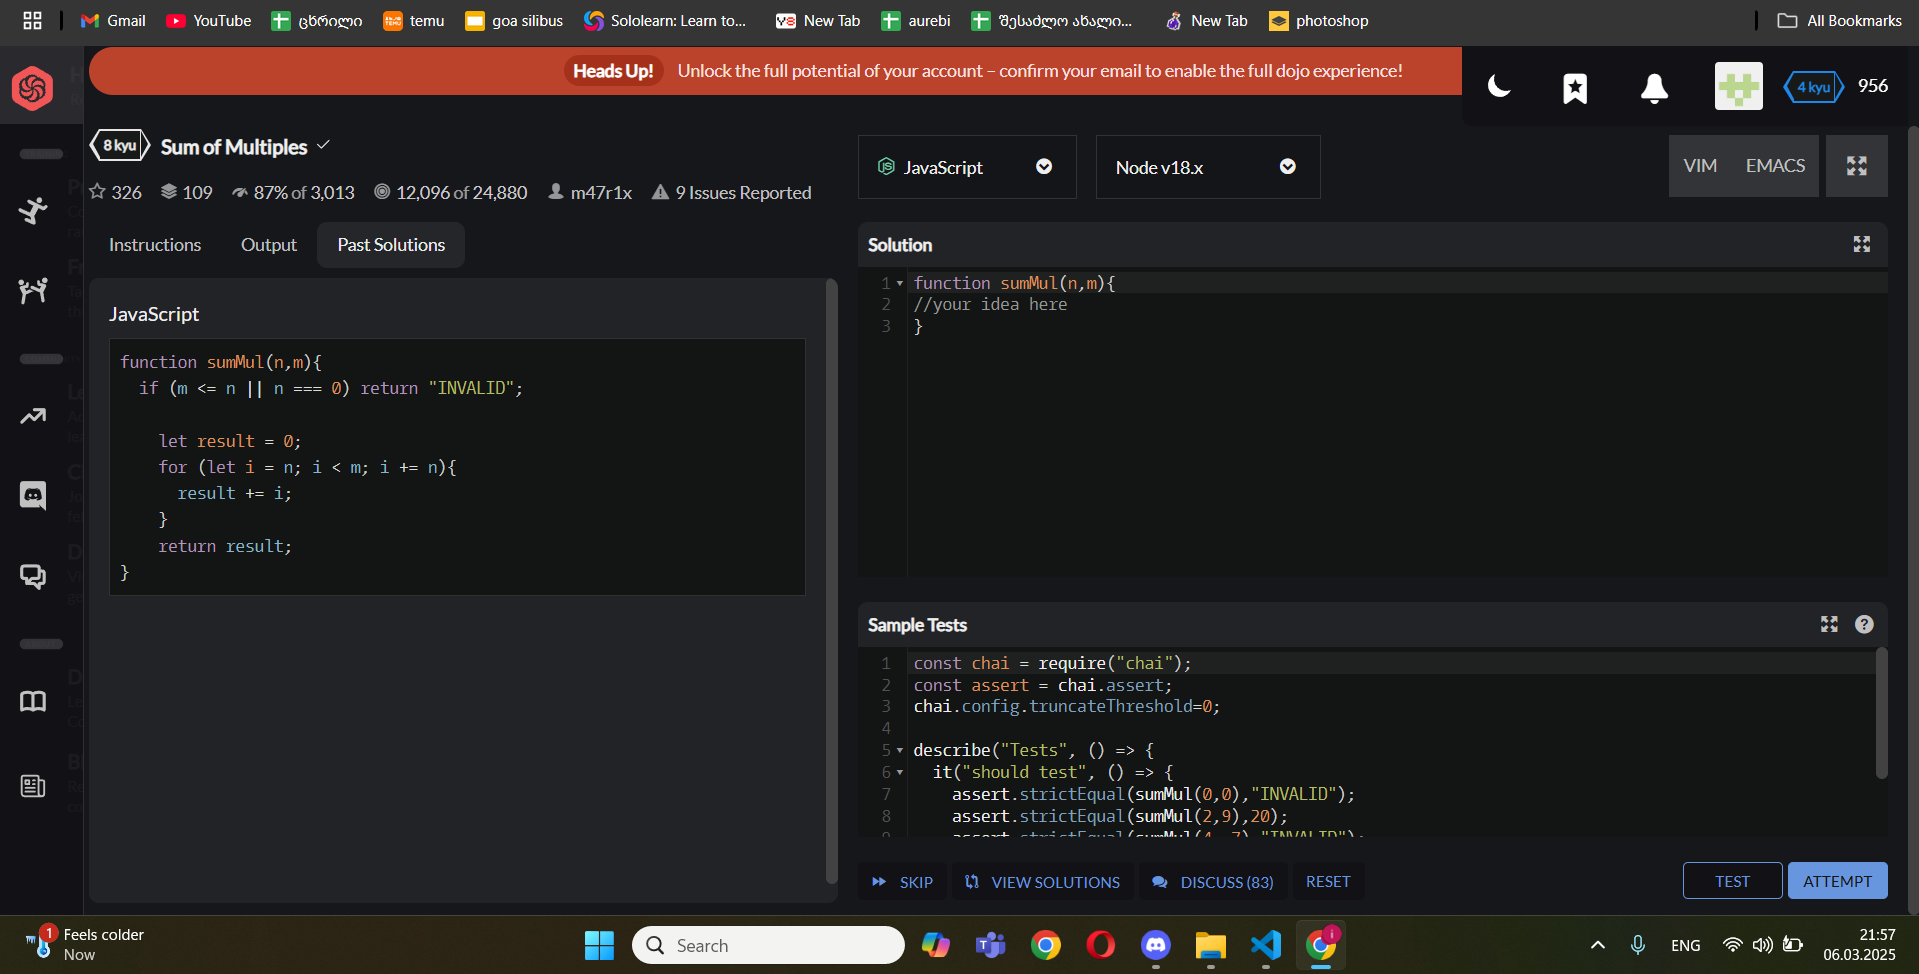 Gmail
YouTube
ცხრილი
temu
goa silibus
Sololearn: Learn to...
New Tab
aurebi
შესაძლო ახალი...
New Tab
photoshop
All Bookmarks
Heads Up! Unlock the full potential of your account – confirm your email to enable the full dojo experience!
4 kyu
956
8 kyu
Sum of Multiples
326
109
87% of 3,013
12,096 of 24,880
m47r1x
9 Issues Reported
Instructions
Output
Past Solutions
JavaScript
function sumMul(n,m){
if (m <= n || n === 0) return "INVALID";
let result = 0;
for (let i = n; i < m; i += n){
result += i;
}
return result;
}
JavaScript
Node v18.x
VIM
EMACS
Solution
1 function sumMul(n,m){
2 //your idea here
3 }
Sample Tests
1 const chai = require("chai");
2 const assert = chai.assert;
3 chai.config.truncateThreshold=0;
4
5 describe("Tests", () => {
6 it("should test", () => {
7 assert.strictEqual(sumMul(0,0),"INVALID");
8 assert.strictEqual(sumMul(2,9),20);
SKIP
VIEW SOLUTIONS
DISCUSS (83)
RESET
TEST
ATTEMPT
1
Feels colder
Now
Search
ENG
21:57
06.03.2025